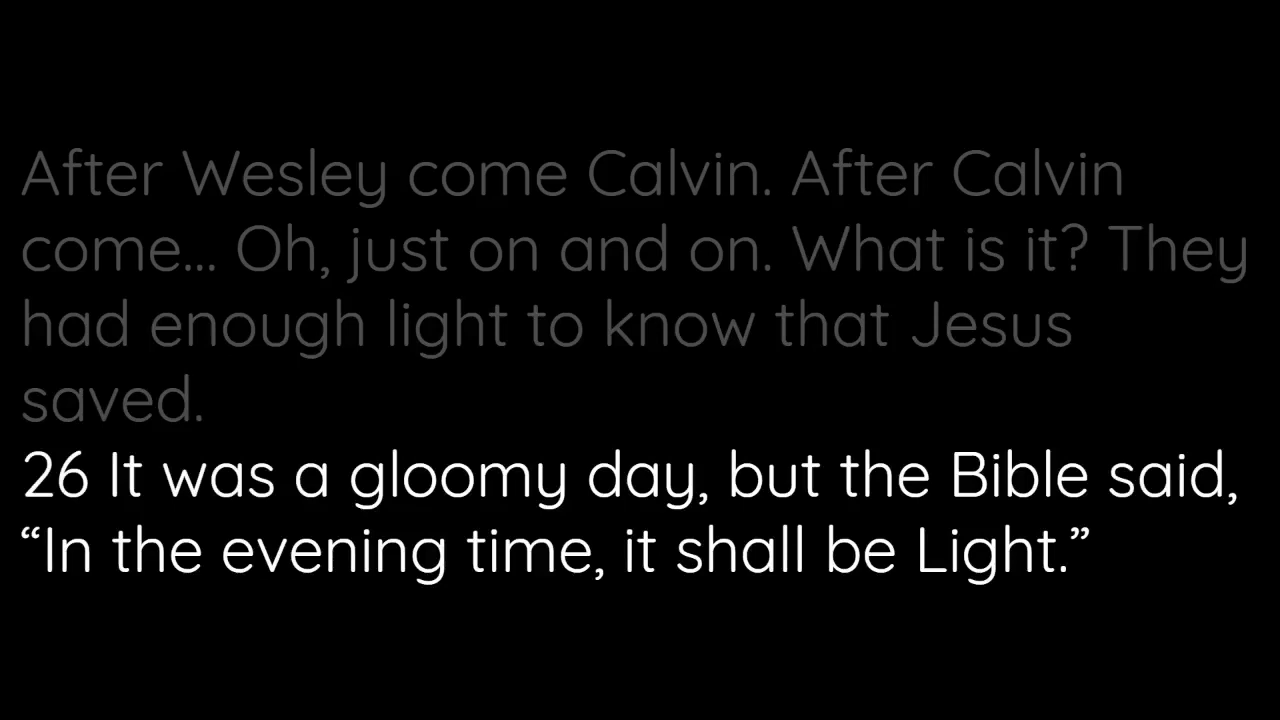 After Wesley come Calvin. After Calvin
come... Oh, just on and on. What is it? They
had enough light to know that Jesus
saved.
26 It was a gloomy day, but the Bible said,
“In the evening time, it shall be Light.”